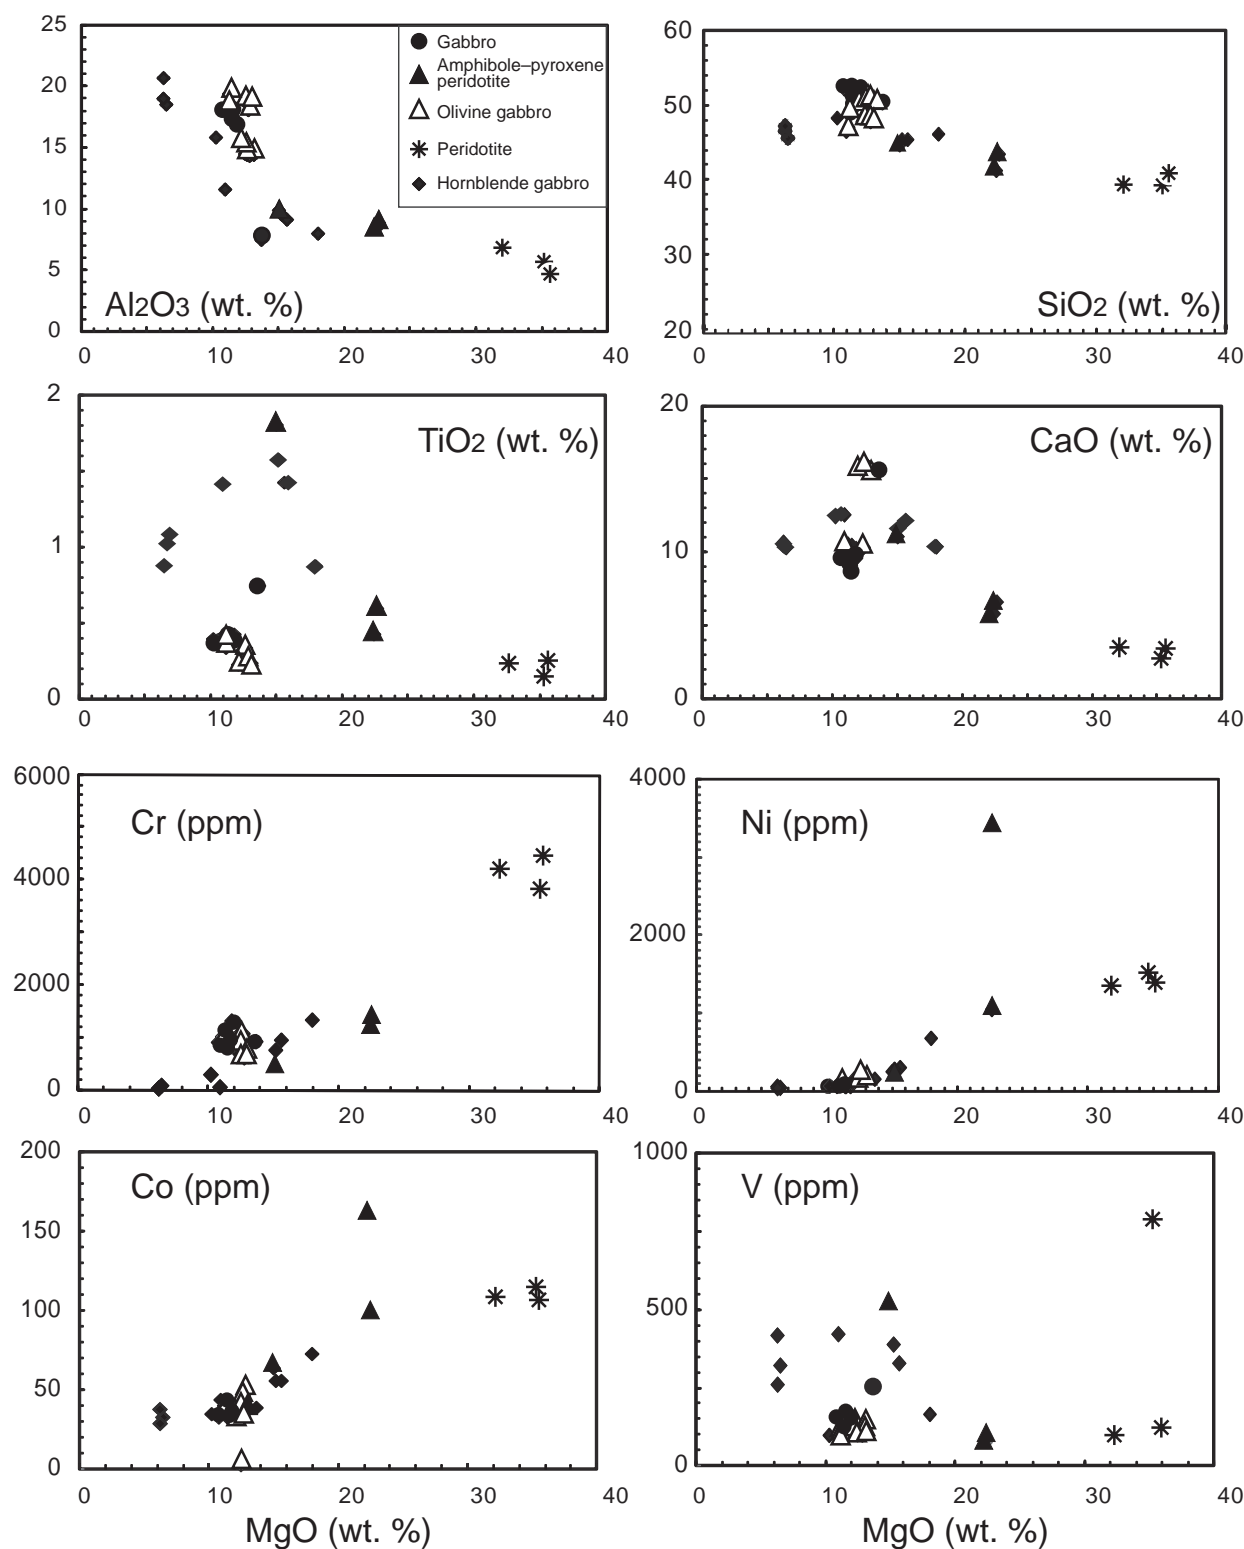 25
20
15
10
5
0
Gabbro
Amphibole–pyroxene
peridotite
Olivine gabbro
Peridotite
Hornblende gabbro
Al2O3 (wt. %)
0 10 20 30 40
60
50
40
30
20
SiO2 (wt. %)
0 10 20 30 40
2
1
0
TiO2 (wt. %)
0 10 20 30 40
20
10
0
CaO (wt. %)
0 10 20 30 40
6000
4000
2000
0
Cr (ppm)
0 10 20 30 40
4000
2000
0
Ni (ppm)
0 10 20 30 40
200
150
100
50
0
Co (ppm)
0 10 20 30 40
MgO (wt. %)
1000
500
0
V (ppm)
0 10 20 30 40
MgO (wt. %)